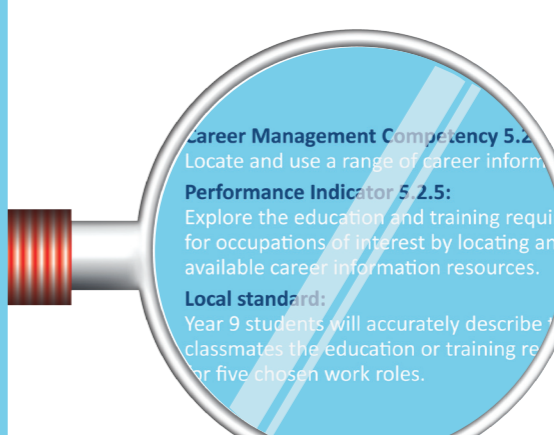 Career Management Competency 5.2
Locate and use a range of career inform
Performance Indicator 5.2.5:
Explore the education and training requi
for occupations of interest by locating an
available career information resources.
Local standard:
Year 9 students will accurately describe t
classmates the education or training re
for five chosen work roles.